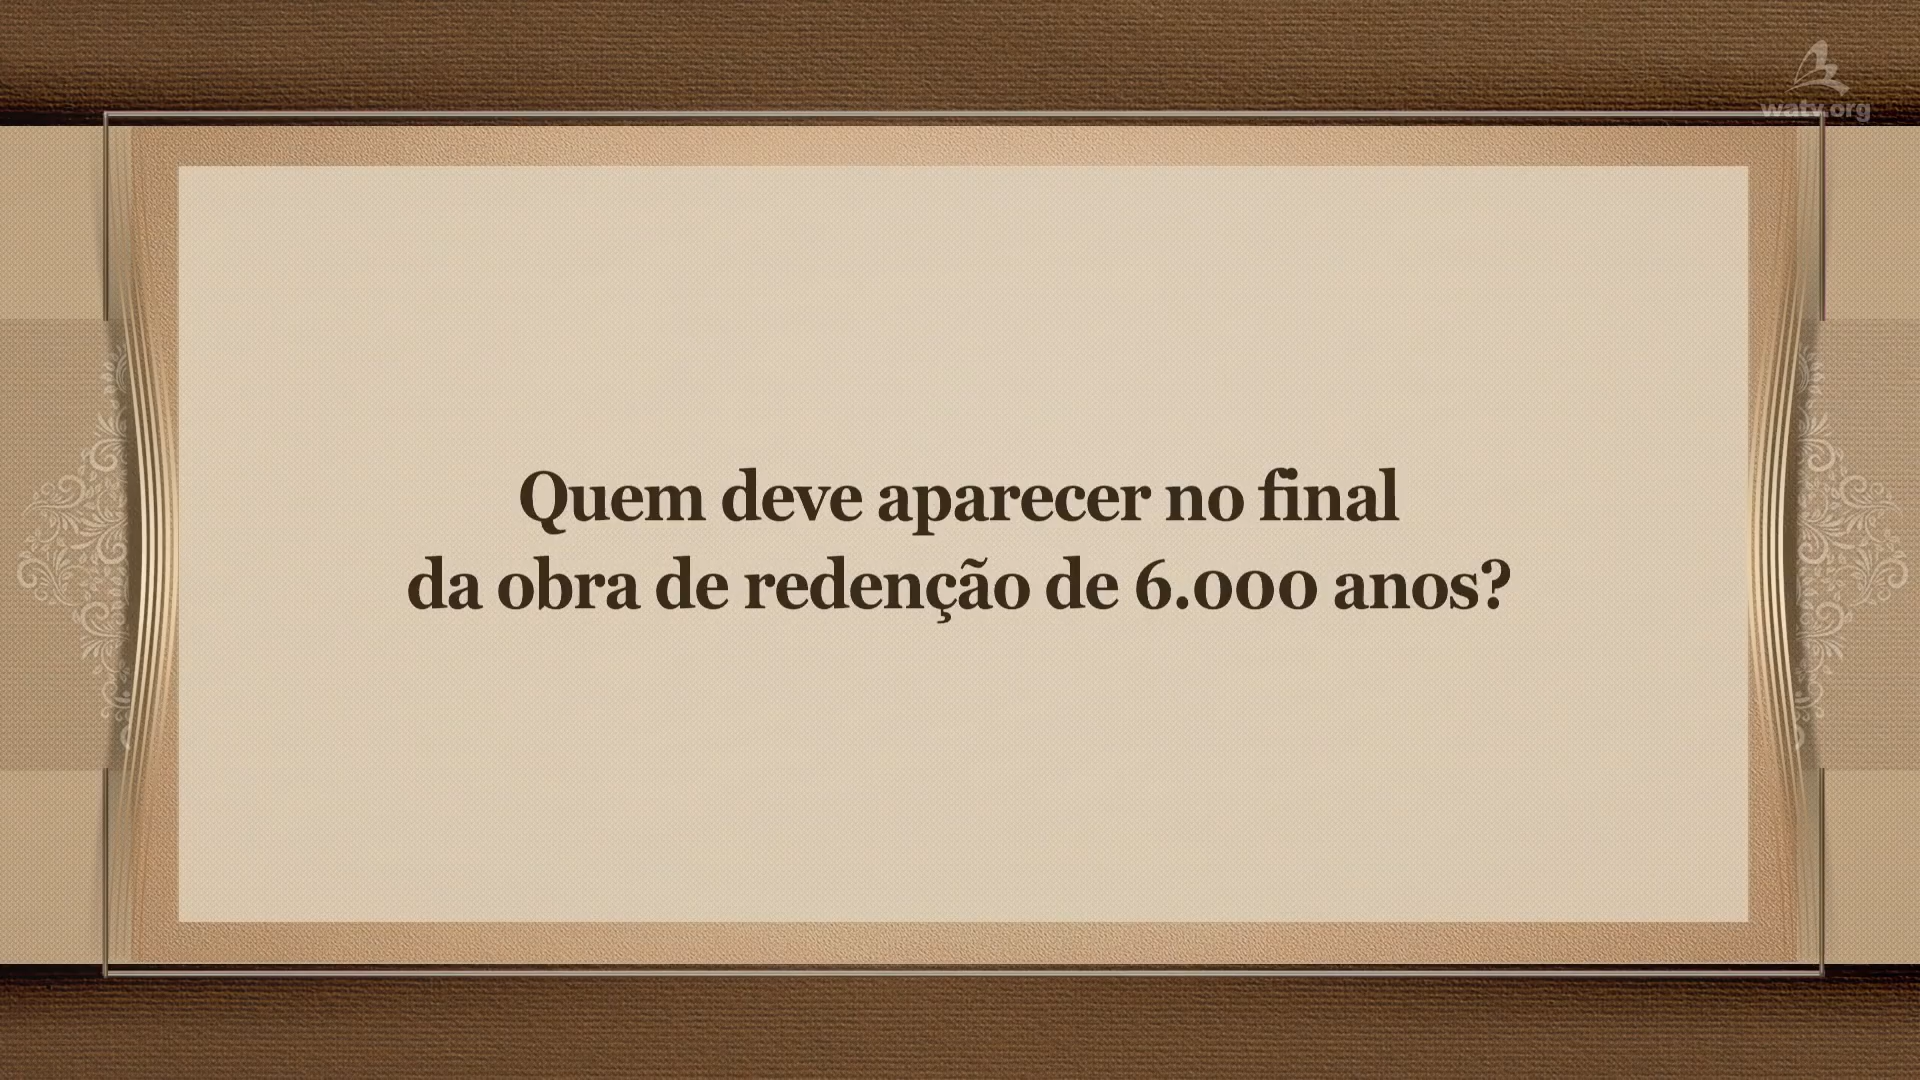 watv.org
Quem deve aparecer no final
da obra de redenção de 6.000 anos?